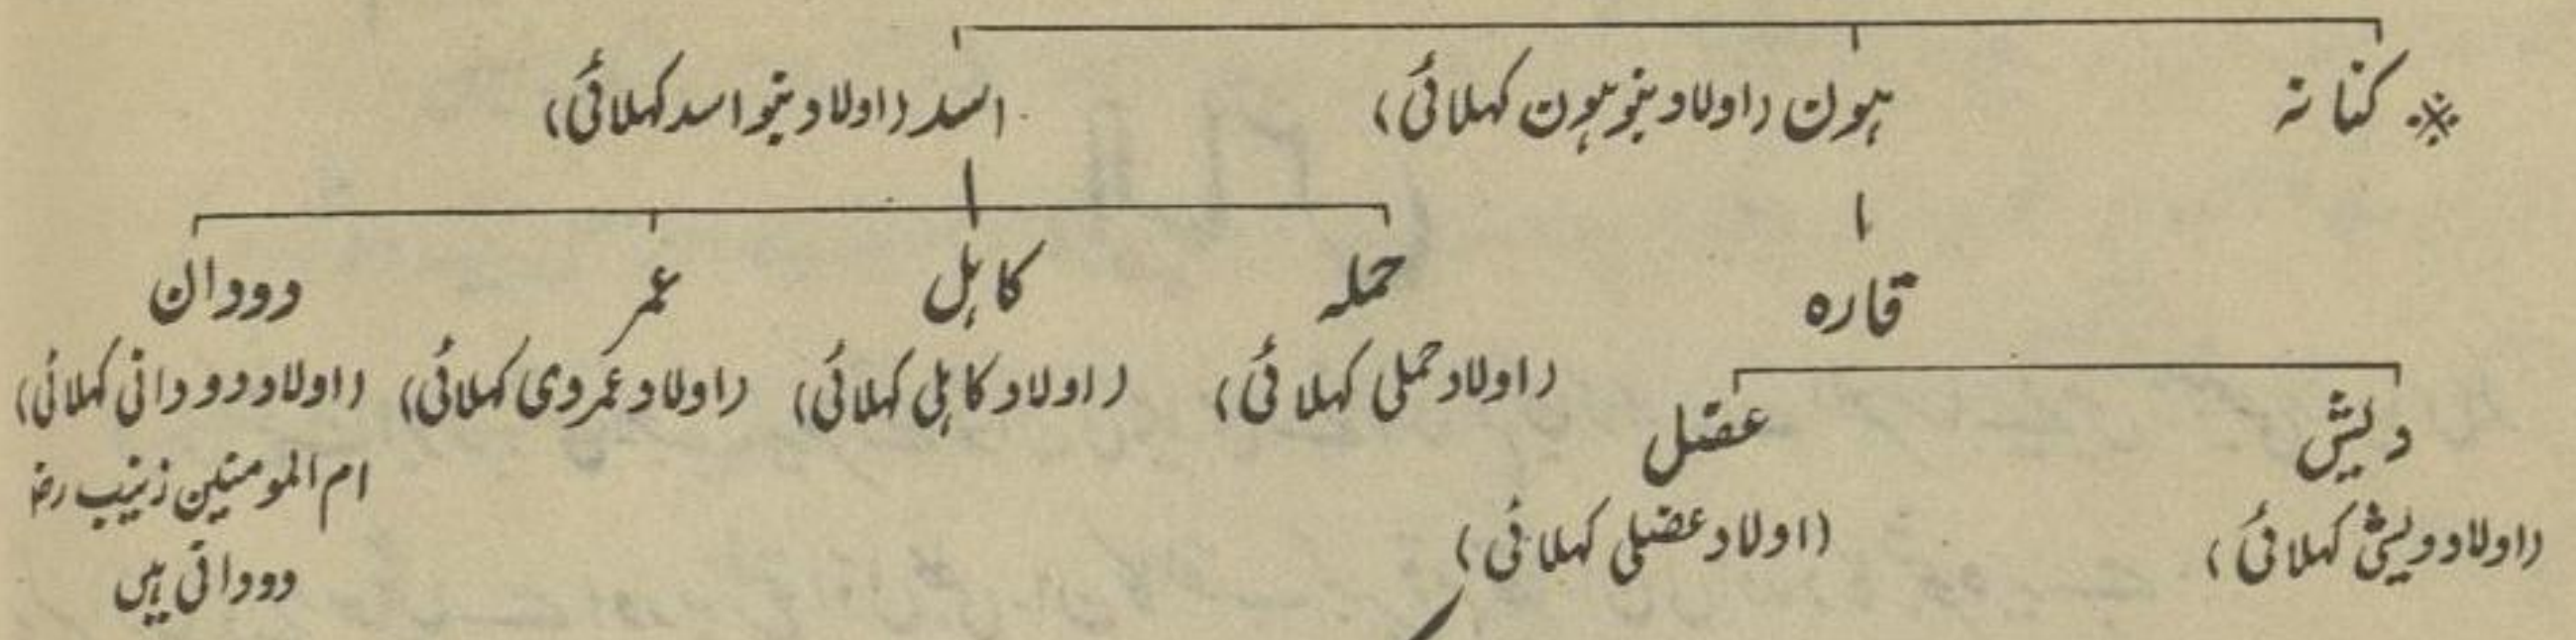 ※ کنانہ
ہون (اولاد بنو ہون کہلائی)
اسد (اولاد بنو اسد کہلائی)
قارہ
حملہ
کاہل
عمر
دودان
(اولاد حملی کہلائی)
(اولاد کاہلی کہلائی)
(اولاد عمروی کہلائی)
(اولاد دودانی کہلائی)
ام المومنین زینب رض
دودانی ہیں
دیش
عضل
(اولاد دیشی کہلائی)
(اولاد عضلی کہلائی)